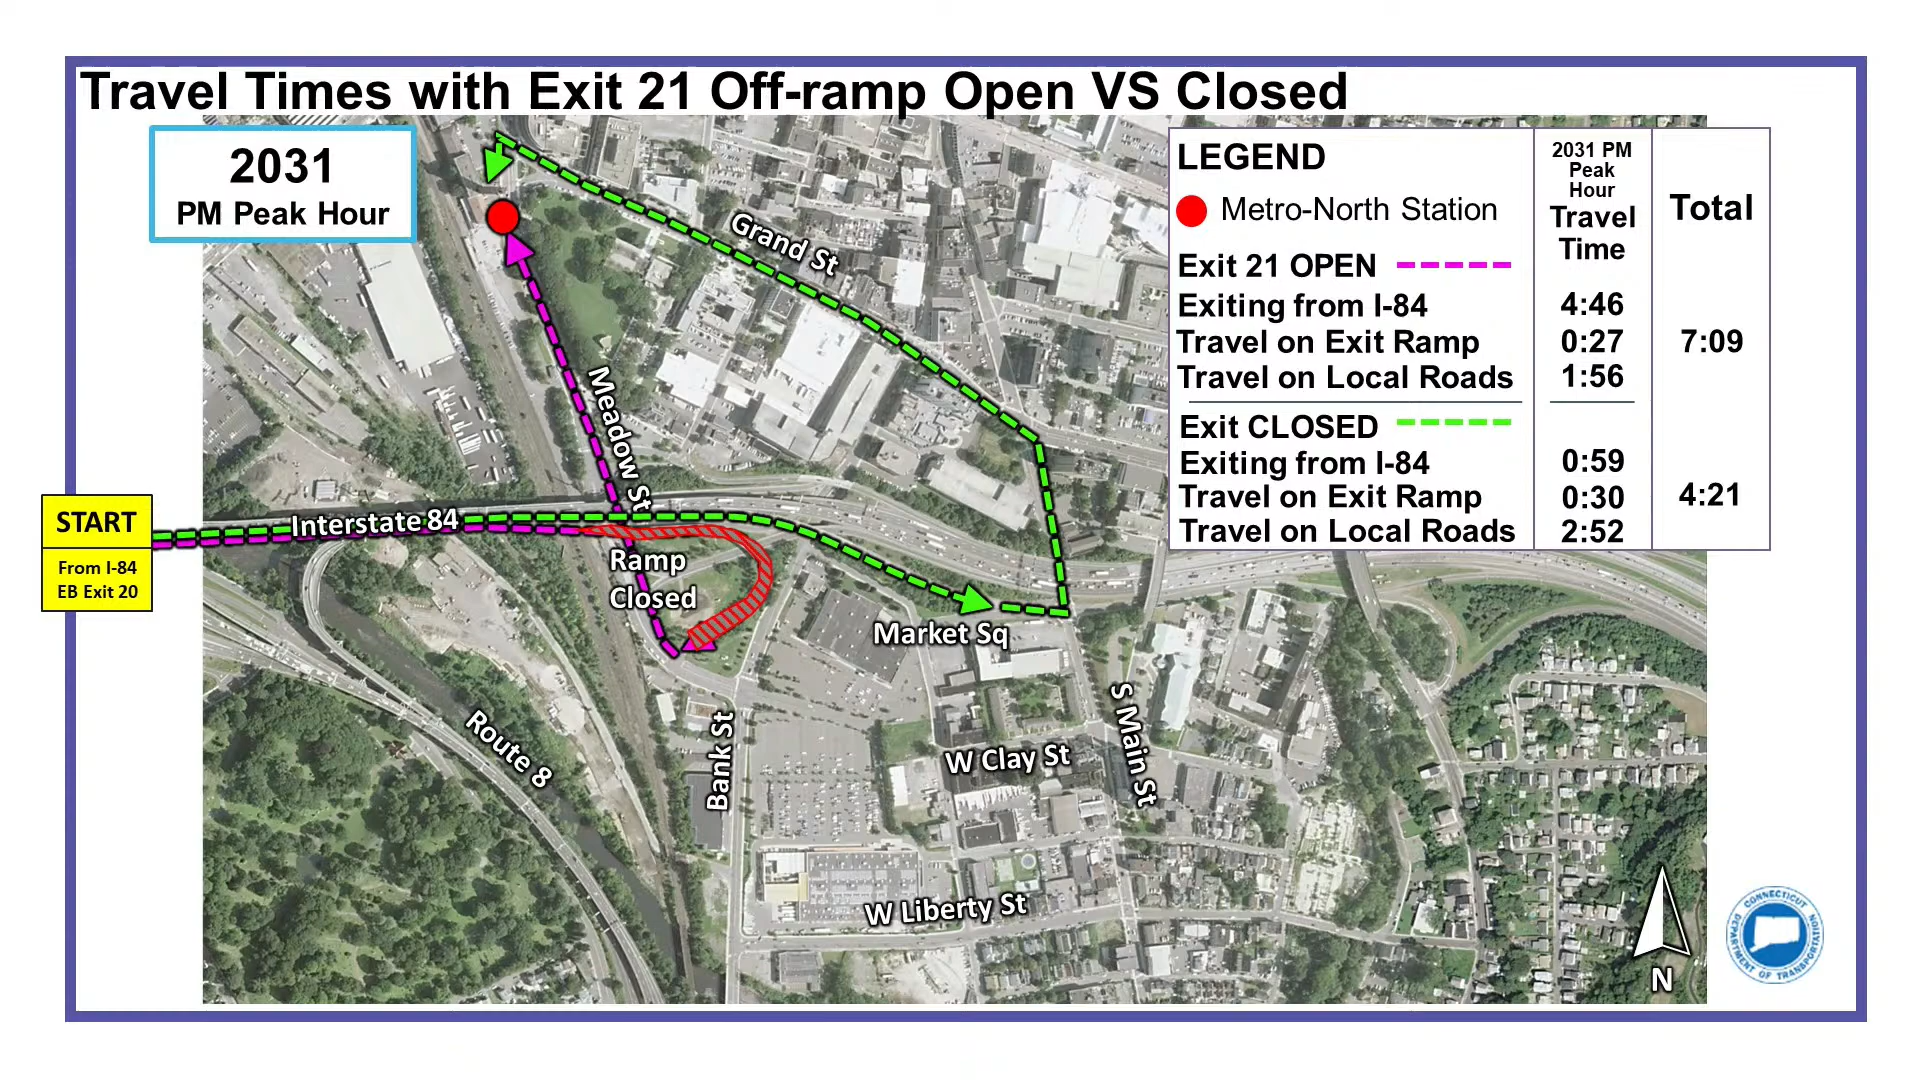 Travel Times with Exit 21 Off-ramp Open VS Closed
2031
PM Peak Hour
LEGEND
Metro-North Station
2031 PM
Peak
Hour
Travel
Time
Total
Exit 21 OPEN
Exiting from I-84 4:46
Travel on Exit Ramp 0:27 7:09
Travel on Local Roads 1:56
Exit CLOSED
Exiting from I-84 0:59
Travel on Exit Ramp 0:30 4:21
Travel on Local Roads 2:52
Grand St
Meadow St
START
From I-84
EB Exit 20
Interstate 84
Ramp
Closed
Market Sq
Route 8
Bank St
W Clay St
S Main St
W Liberty St
N
CONNECTICUT
DEPARTMENT OF TRANSPORTATION